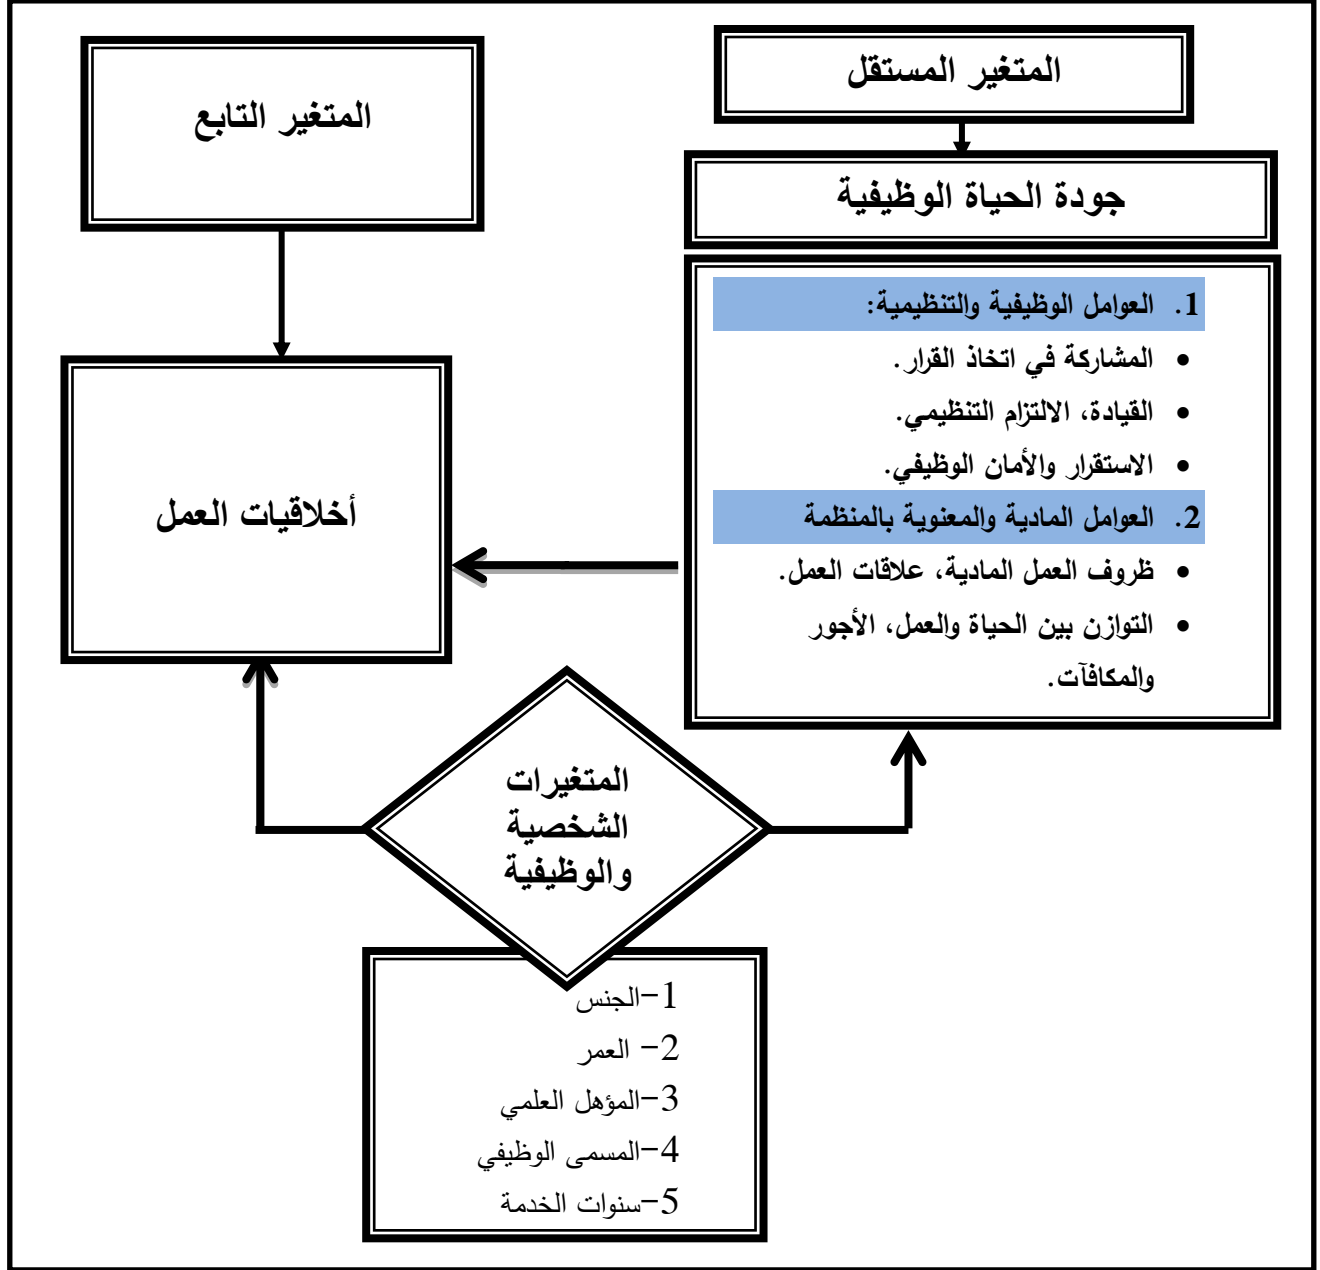 المتغير المستقل
جودة الحياة الوظيفية
1. العوامل الوظيفية والتنظيمية:
• المشاركة في اتخاذ القرار.
• القيادة، الالتزام التنظيمي.
• الاستقرار والأمان الوظيفي.
2. العوامل المادية والمعنوية بالمنظمة
• ظروف العمل المادية، علاقات العمل.
• التوازن بين الحياة والعمل، الأجور
والمكافآت.
المتغير التابع
أخلاقيات العمل
المتغيرات
الشخصية
والوظيفية
1-الجنس
2- العمر
3-المؤهل العلمي
4-المسمى الوظيفي
5-سنوات الخدمة